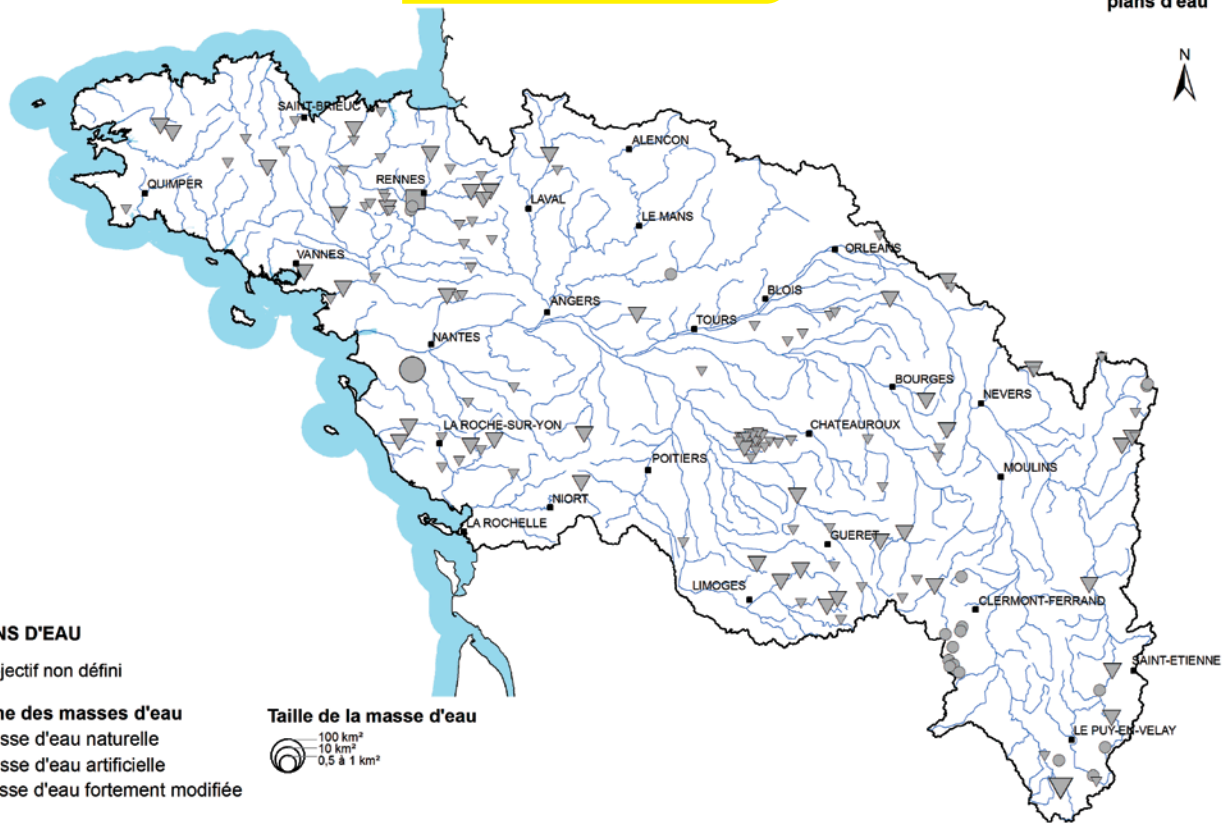 plans d'eau
N
SAINT-BRIEUC
ALENCON
QUIMPER
RENNES
LAVAL
LE MANS
VANNES
ORLEANS
BLOIS
ANGERS
TOURS
NANTES
BOURGES
NEVERS
LA ROCHE-SUR-YON
CHATEAUROUX
POITIERS
MOULINS
NIORT
LA ROCHELLE
GUERET
LIMOGES
CLERMONT-FERRAND
SAINT-ETIENNE
LE PUY-EN-VELAY
NS D'EAU
jectif non défini
ne des masses d'eau
sse d'eau naturelle
sse d'eau artificielle
sse d'eau fortement modifiée
Taille de la masse d'eau
100 km²
10 km²
0,5 à 1 km²